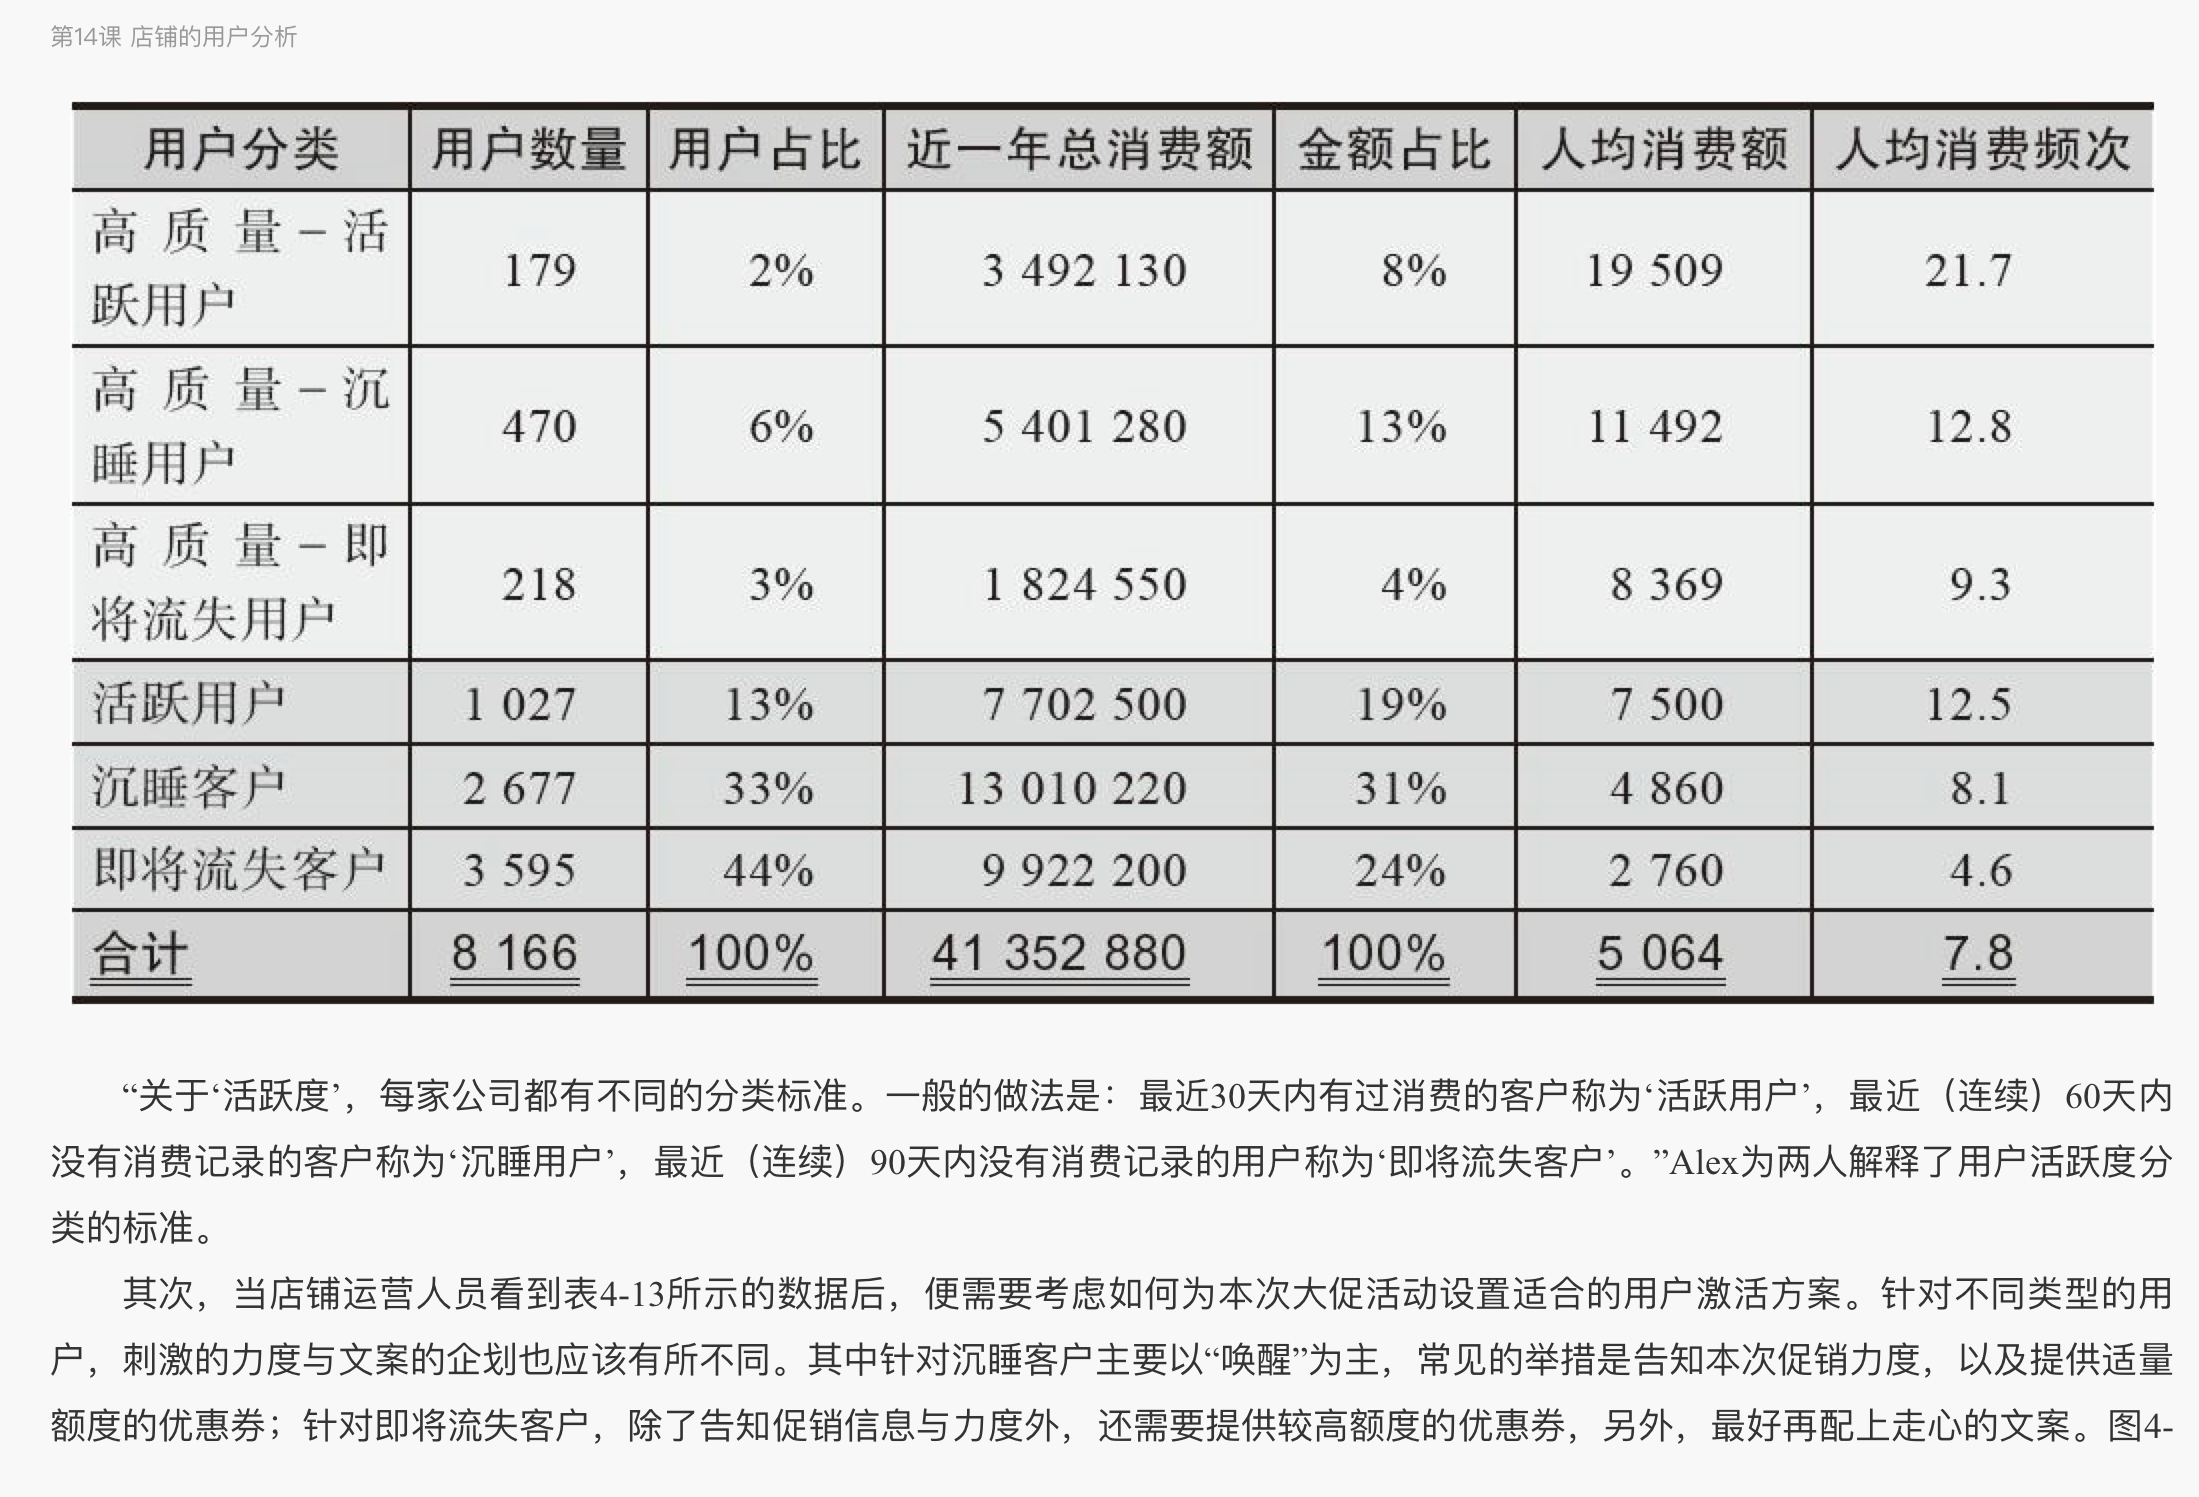 第14课 店铺的用户分析
用户分类 用户数量 用户占比 近一年总消费额 金额占比 人均消费额 人均消费频次
高质量–活
跃用户 179 2% 3 492 130 8% 19 509 21.7
高质量–沉
睡用户 470 6% 5 401 280 13% 11 492 12.8
高质量–即
将流失用户 218 3% 1 824 550 4% 8 369 9.3
活跃用户 1 027 13% 7 702 500 19% 7 500 12.5
沉睡客户 2 677 33% 13 010 220 31% 4 860 8.1
即将流失客户 3 595 44% 9 922 200 24% 2 760 4.6
合计 8 166 100% 41 352 880 100% 5 064 7.8
“关于‘活跃度’，每家公司都有不同的分类标准。一般的做法是：最近30天内有过消费的客户称为‘活跃用户’，最近（连续）60天内
没有消费记录的客户称为‘沉睡用户’，最近（连续）90天内没有消费记录的用户称为‘即将流失客户’。”Alex为两人解释了用户活跃度分
类的标准。
其次，当店铺运营人员看到表4-13所示的数据后，便需要考虑如何为本次大促活动设置适合的用户激活方案。针对不同类型的用
户，刺激的力度与文案的企划也应该有所不同。其中针对沉睡客户主要以“唤醒”为主，常见的举措是告知本次促销力度，以及提供适量
额度的优惠券；针对即将流失客户，除了告知促销信息与力度外，还需要提供较高额度的优惠券，另外，最好再配上走心的文案。图4-